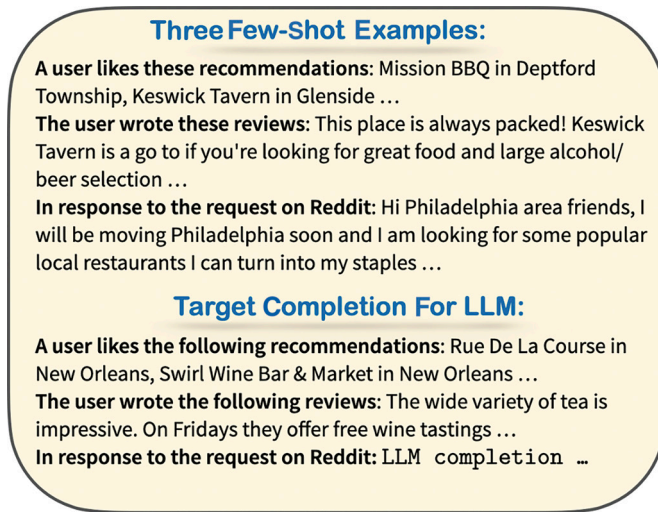 Three Few-Shot Examples:
A user likes these recommendations: Mission BBQ in Deptford
Township, Keswick Tavern in Glenside ...
The user wrote these reviews: This place is always packed! Keswick
Tavern is a go to if you're looking for great food and large alcohol/
beer selection ...
In response to the request on Reddit: Hi Philadelphia area friends, I
will be moving Philadelphia soon and I am looking for some popular
local restaurants I can turn into my staples ...
Target Completion For LLM:
A user likes the following recommendations: Rue De La Course in
New Orleans, Swirl Wine Bar & Market in New Orleans ...
The user wrote the following reviews: The wide variety of tea is
impressive. On Fridays they offer free wine tastings ...
In response to the request on Reddit: LLM completion …